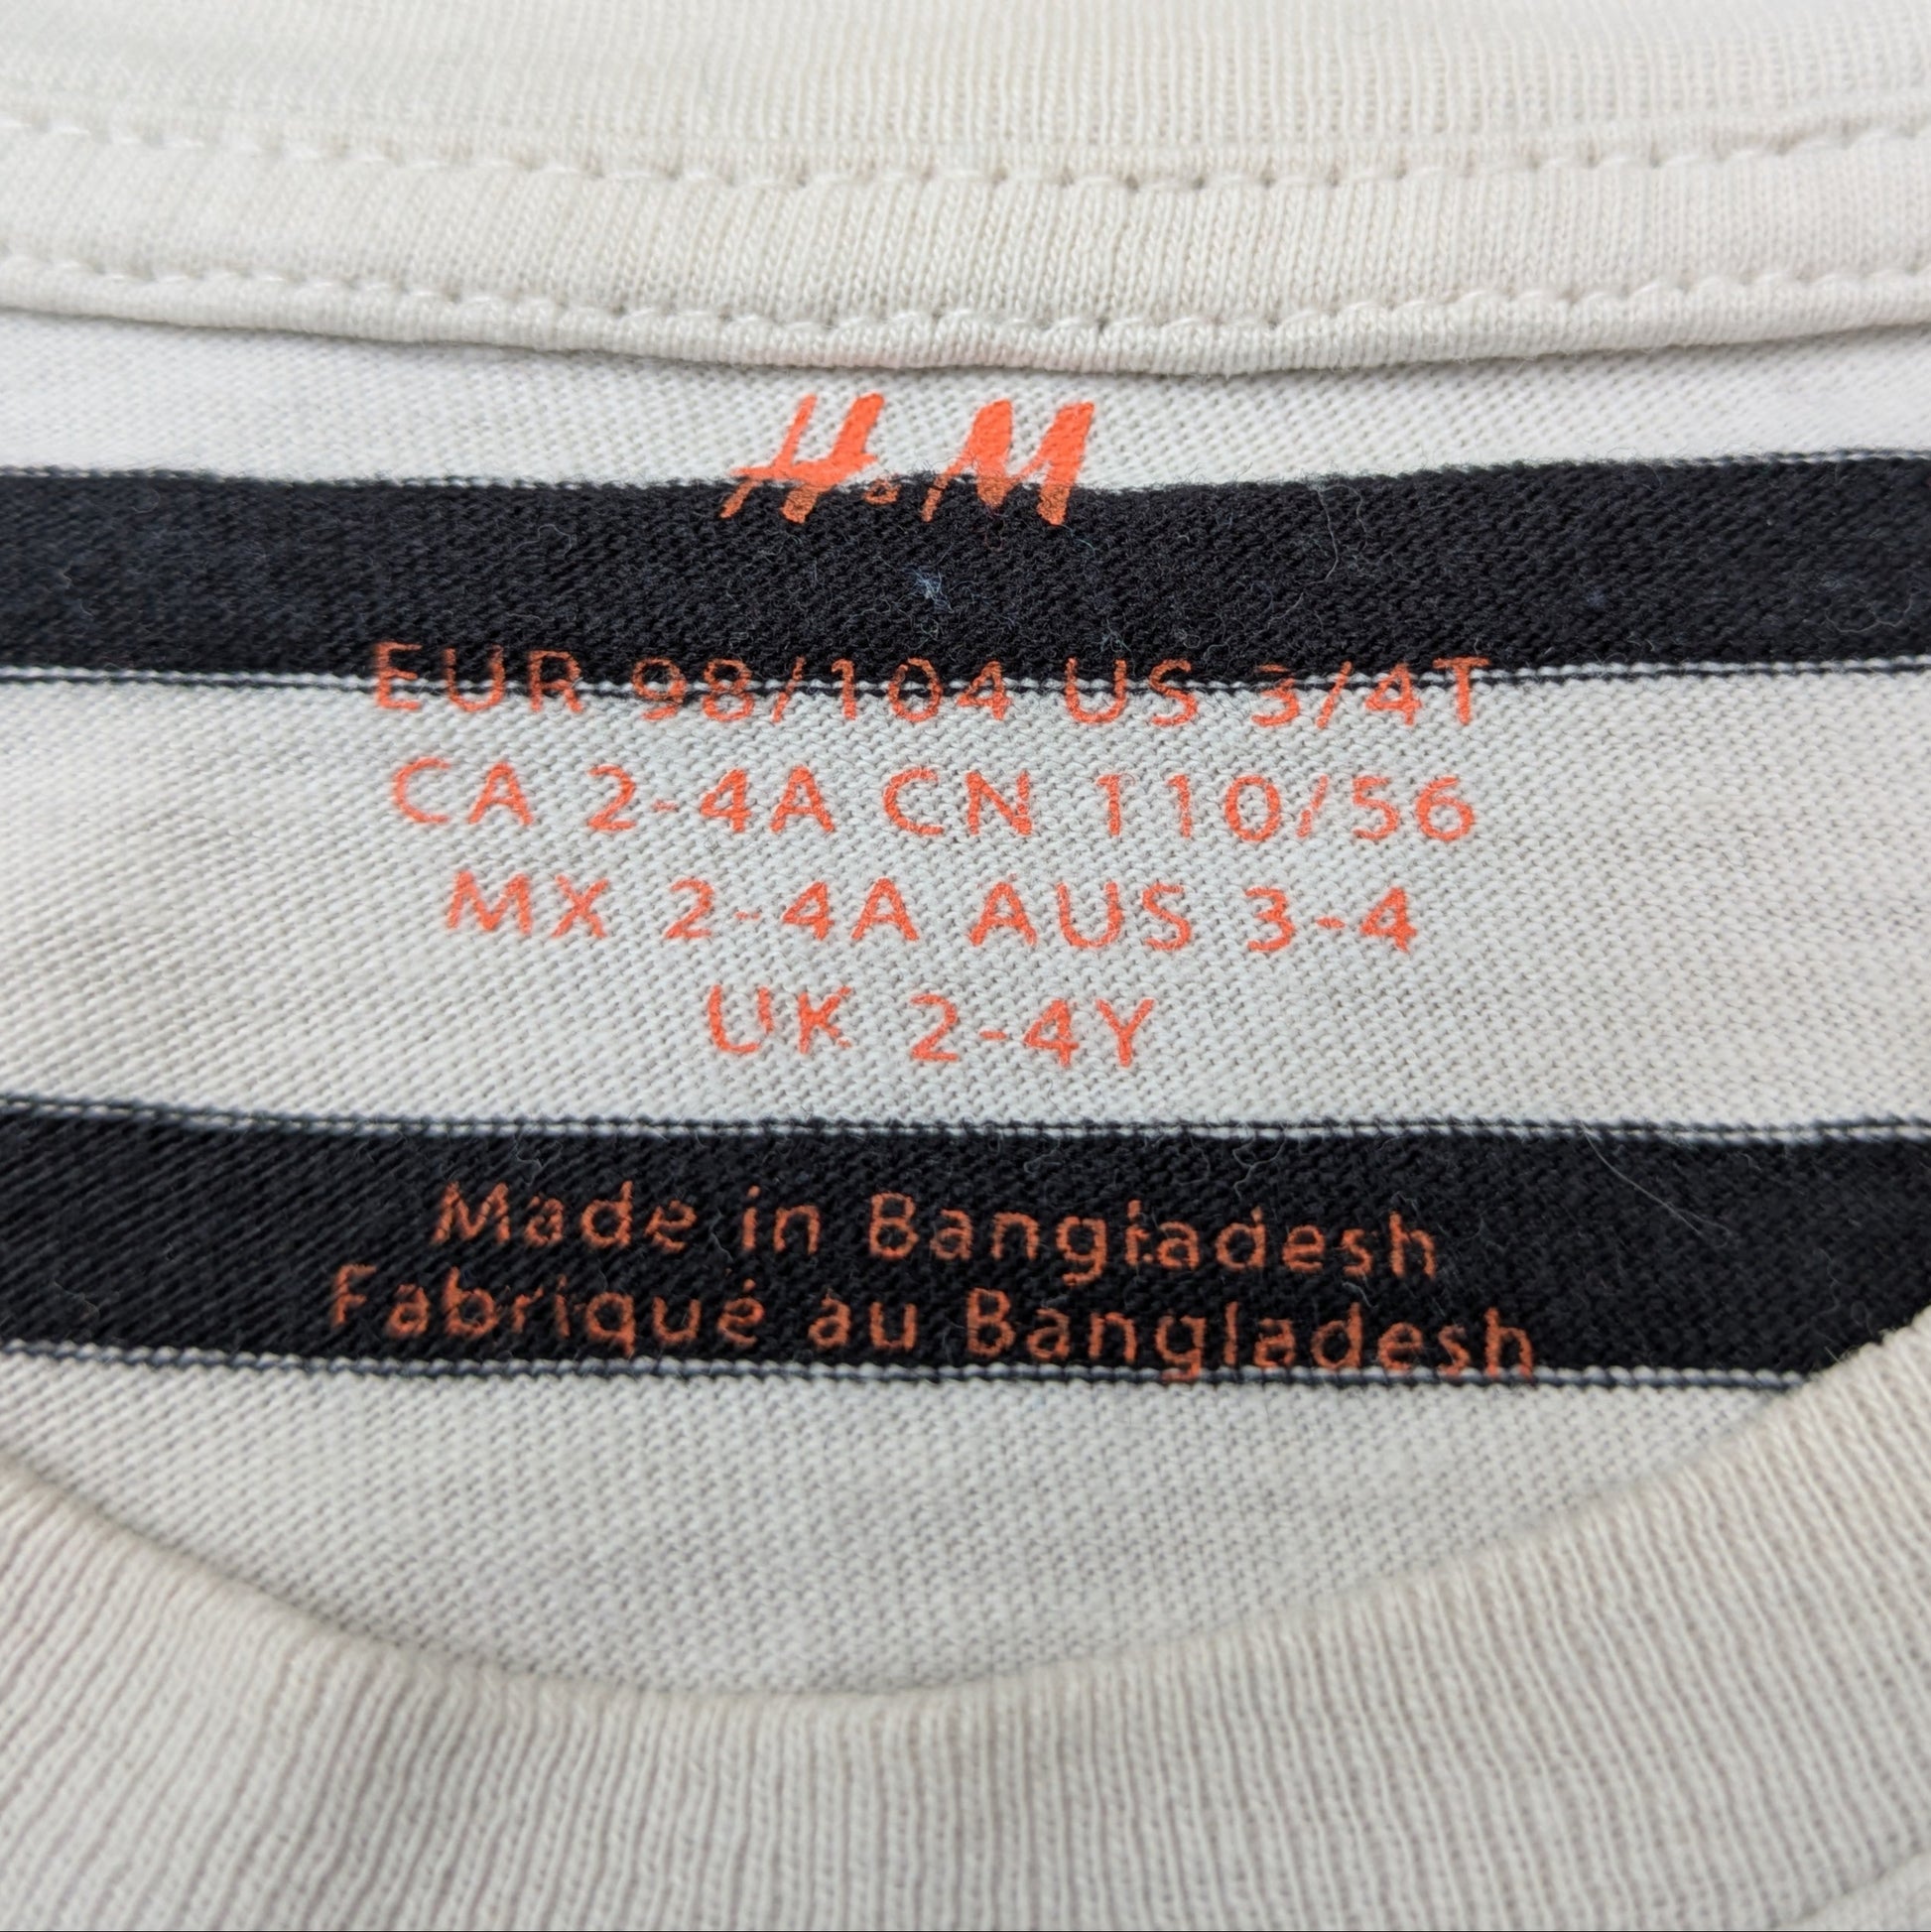 H&M
EUR 98/104 US 3/4T
CA 2-4A CN 110/56
MX 2-4A AUS 3-4
UK 2-4Y
Made in Bangladesh
Fabriqué au Bangladesh